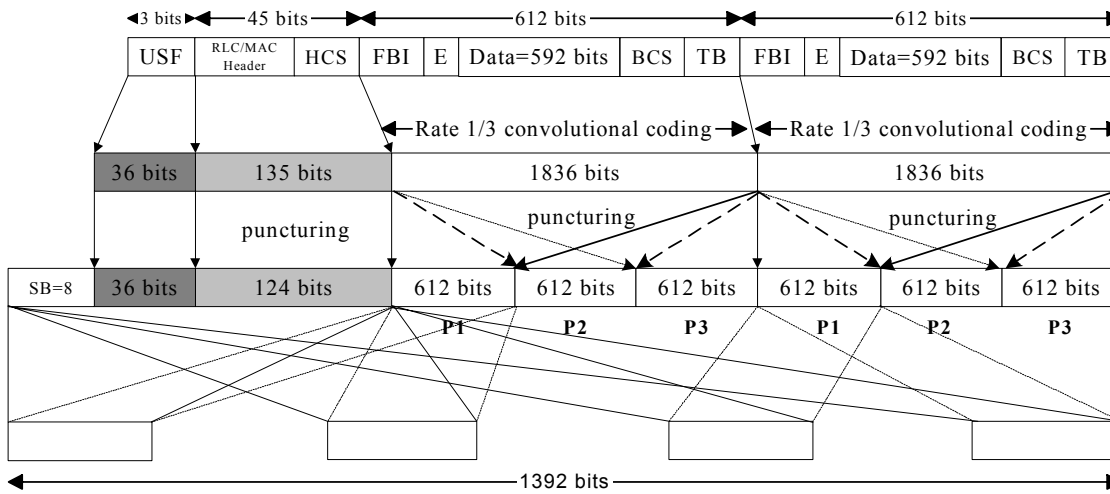 3 bits 45 bits 612 bits 612 bits
USF RLC/MAC Header HCS FBI E Data=592 bits BCS TB FBI E Data=592 bits BCS TB
Rate 1/3 convolutional coding Rate 1/3 convolutional coding
36 bits 135 bits 1836 bits 1836 bits
puncturing puncturing puncturing
SB=8 36 bits 124 bits 612 bits 612 bits 612 bits 612 bits 612 bits 612 bits
P1 P2 P3 P1 P2 P3
1392 bits